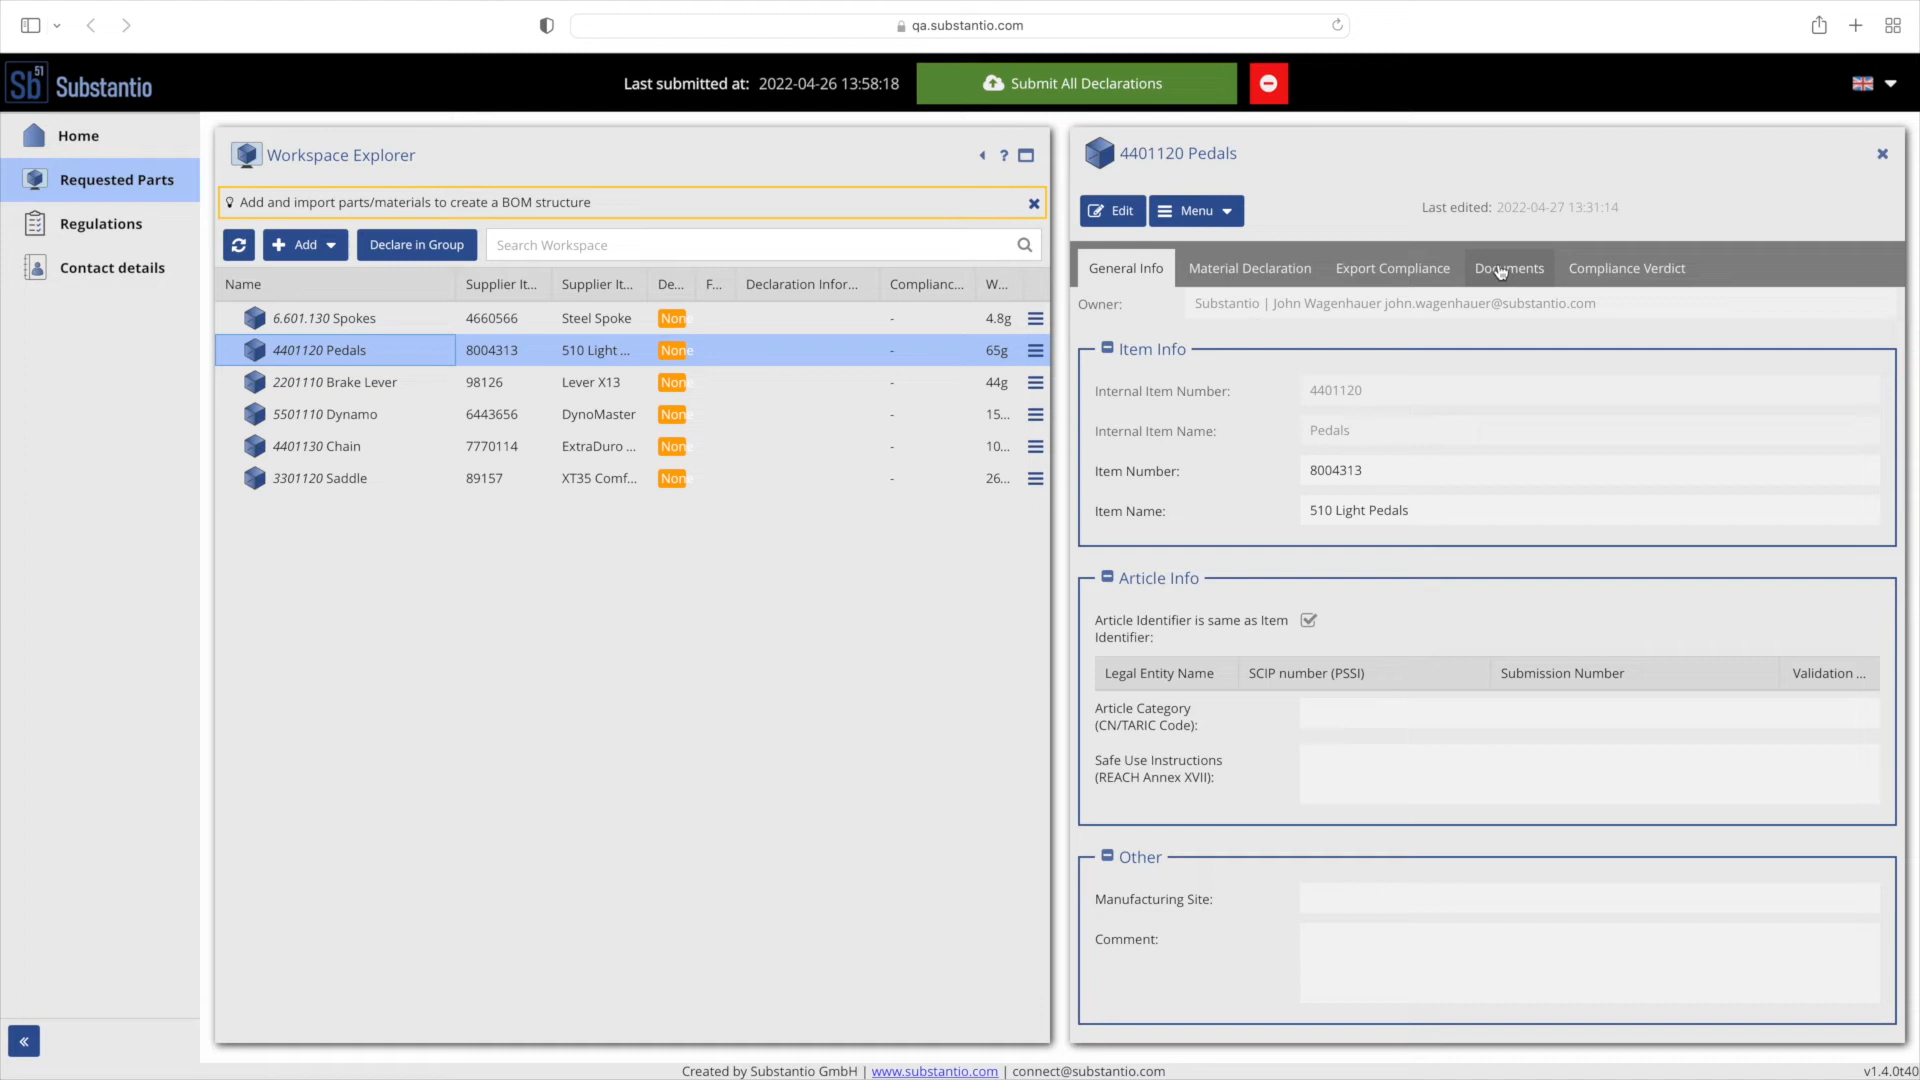 qa.substantio.com
Sb 51 Substantio
Last submitted at: 2022-04-26 13:58:18
Submit All Declarations
Home
Requested Parts
Regulations
Contact details
Workspace Explorer
?
Add and import parts/materials to create a BOM structure
Add
Declare in Group
Search Workspace
Name Supplier It... Supplier It... De... F... Declaration Infor... Complianc... W...
6.601.130 Spokes 4660566 Steel Spoke None - 4.8g
4401120 Pedals 8004313 510 Light ... None - 65g
2201110 Brake Lever 98126 Lever X13 None - 44g
5501110 Dynamo 6443656 DynoMaster None - 15...
4401130 Chain 7770114 ExtraDuro ... None - 10...
3301120 Saddle 89157 XT35 Comf... None - 26...
4401120 Pedals
Edit
Menu
Last edited: 2022-04-27 13:31:14
General Info Material Declaration Export Compliance Documents Compliance Verdict
Owner: Substantio | John Wagenhauer john.wagenhauer@substantio.com
Item Info
Internal Item Number: 4401120
Internal Item Name: Pedals
Item Number: 8004313
Item Name: 510 Light Pedals
Article Info
Article Identifier is same as Item
Identifier:
Legal Entity Name SCIP number (PSSI) Submission Number Validation ...
Article Category
(CN/TARIC Code):
Safe Use Instructions
(REACH Annex XVII):
Other
Manufacturing Site:
Comment:
Created by Substantio GmbH | www.substantio.com | connect@substantio.com
v1.4.0t40